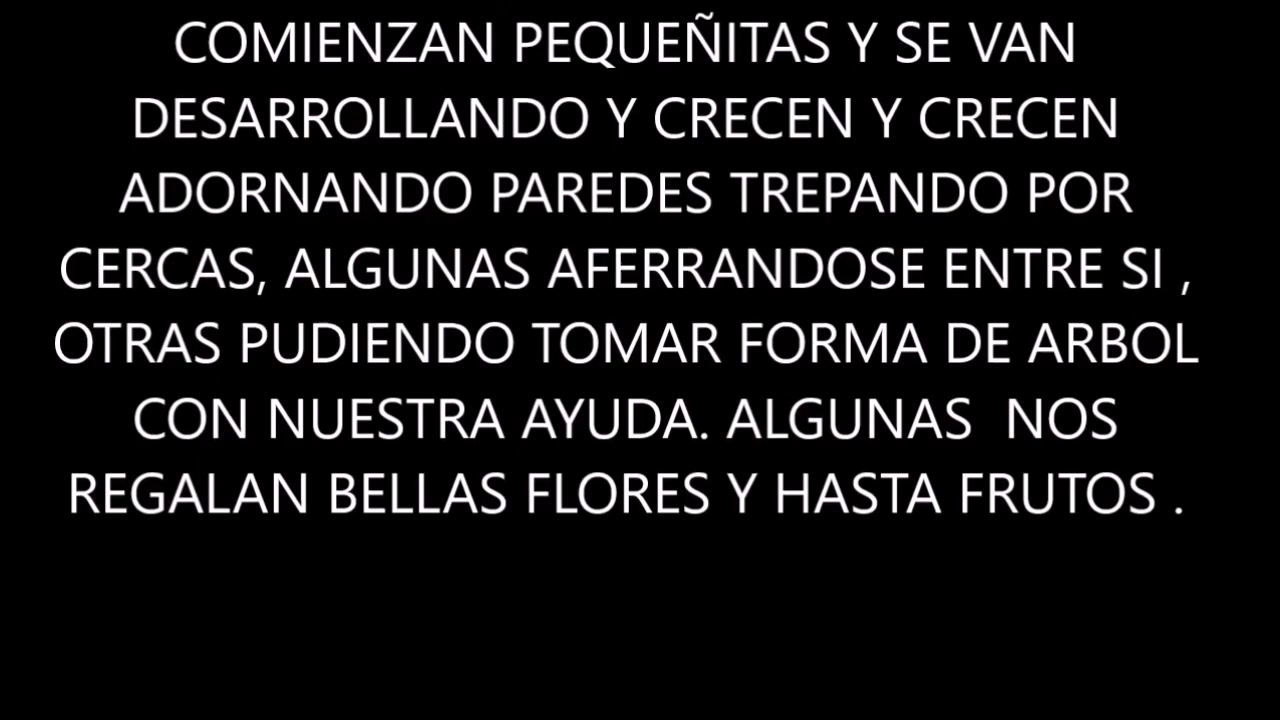 COMIENZAN PEQUEÑITAS Y SE VAN
DESARROLLANDO Y CRECEN Y CRECEN
ADORNANDO PAREDES TREPANDO POR
CERCAS, ALGUNAS AFERRANDOSE ENTRE SI ,
OTRAS PUDIENDO TOMAR FORMA DE ARBOL
CON NUESTRA AYUDA. ALGUNAS  NOS
REGALAN BELLAS FLORES Y HASTA FRUTOS .